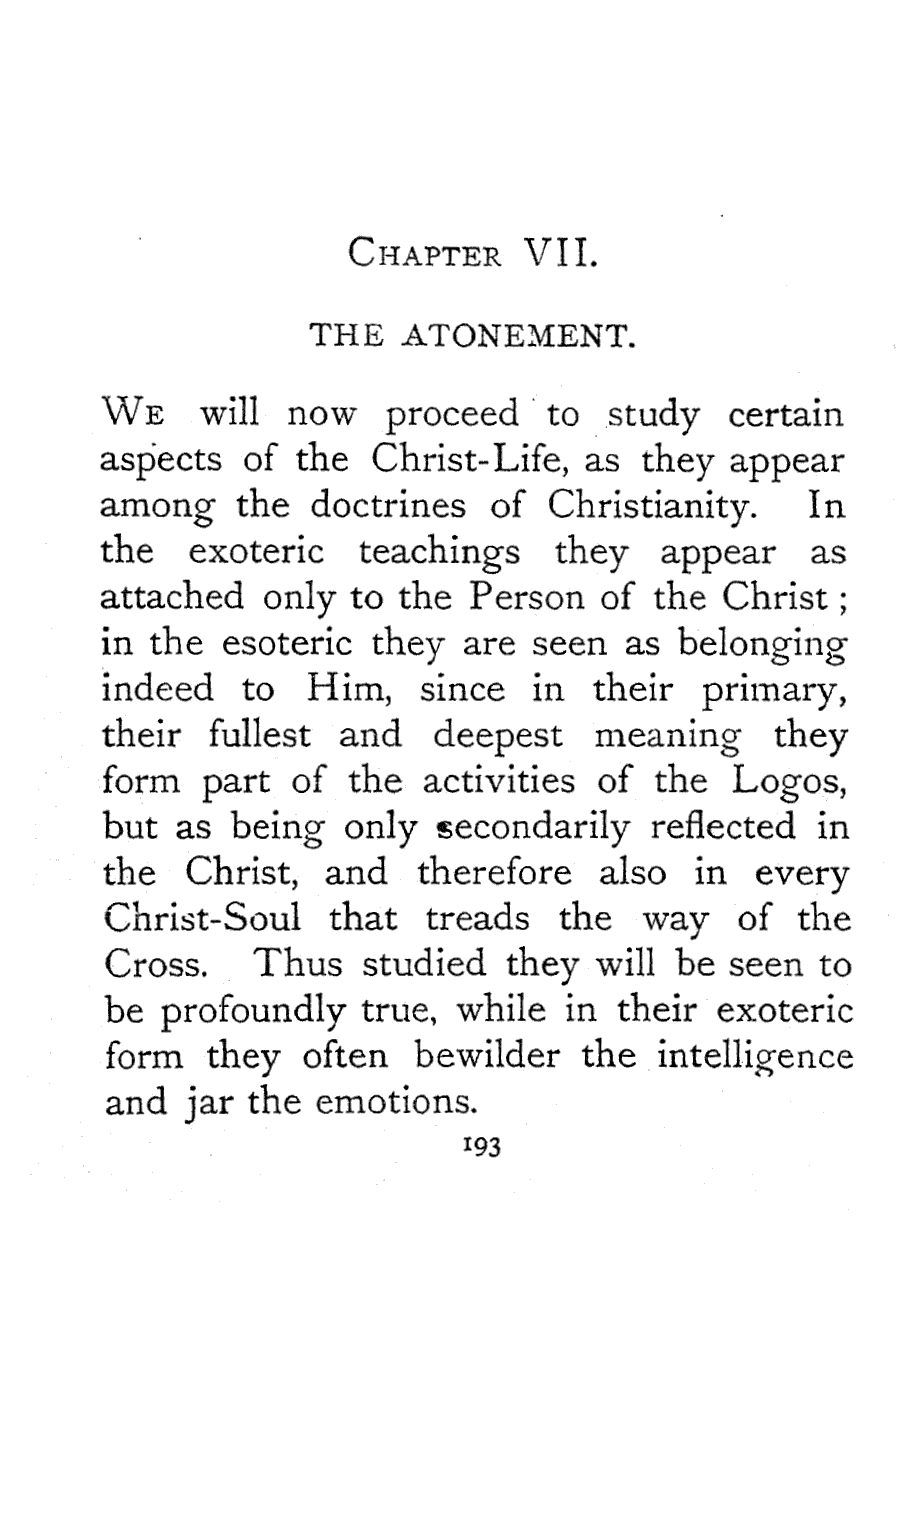 CHAPTER VII.
THE ATONEMENT.
WE will now proceed to study certain
aspects of the Christ-Life, as they appear
among the doctrines of Christianity. In
the exoteric teachings they appear as
attached only to the Person of the Christ ;
in the esoteric they are seen as belonging
indeed to Him, since in their primary,
their fullest and deepest meaning they
form part of the activities of the Logos,
but as being only secondarily reflected in
the Christ, and therefore also in every
Christ-Soul that treads the way of the
Cross. Thus studied they will be seen to
be profoundly true, while in their exoteric
form they often bewilder the intelligence
and jar the emotions.
193